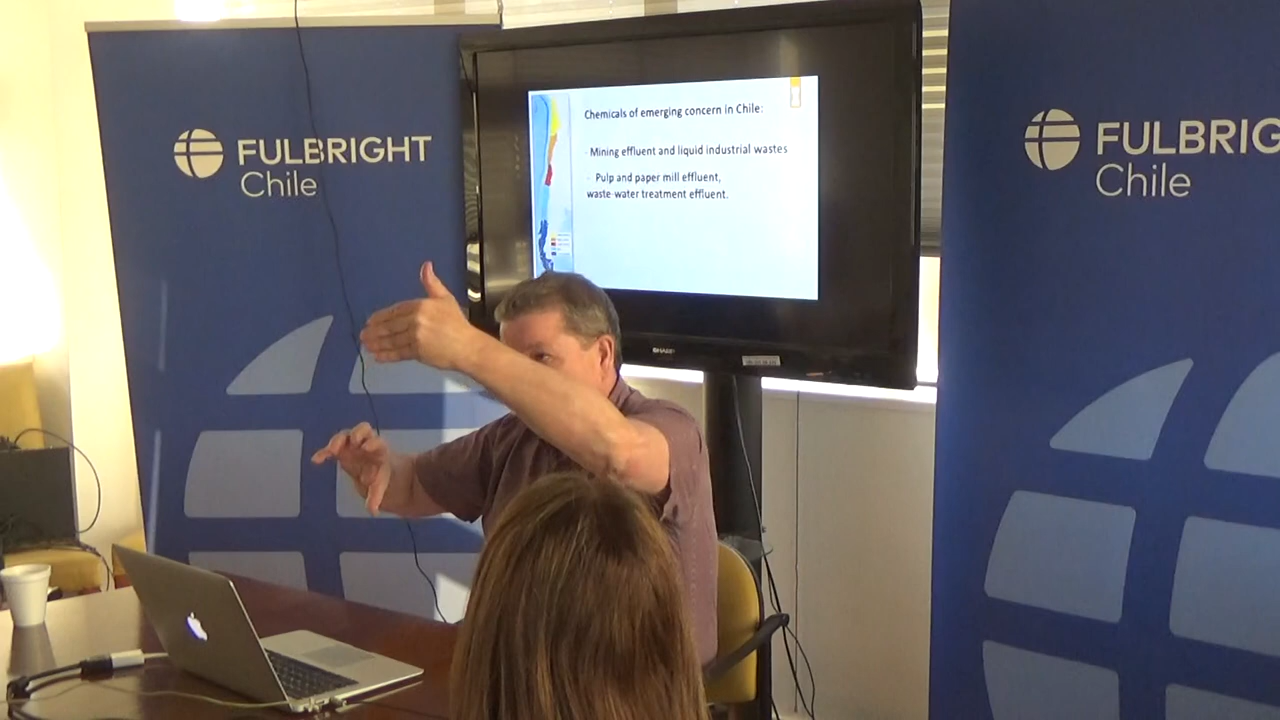 FULBRIGHT
Chile
Chemicals of emerging concern in Chile:
- Mining effluent and liquid industrial wastes
- Pulp and paper mill effluent,
waste-water treatment effluent.
SHARP
FULBRIG
Chile